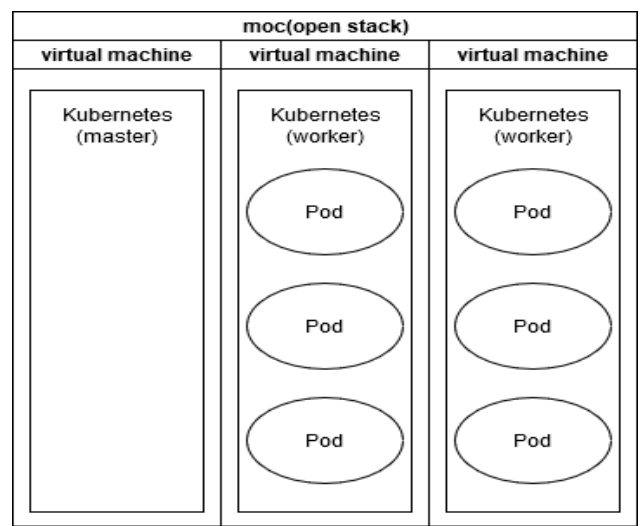 moc(open stack)
virtual machine
virtual machine
virtual machine
Kubernetes
(master)
Kubernetes
(worker)
Pod
Pod
Pod
Kubernetes
(worker)
Pod
Pod
Pod